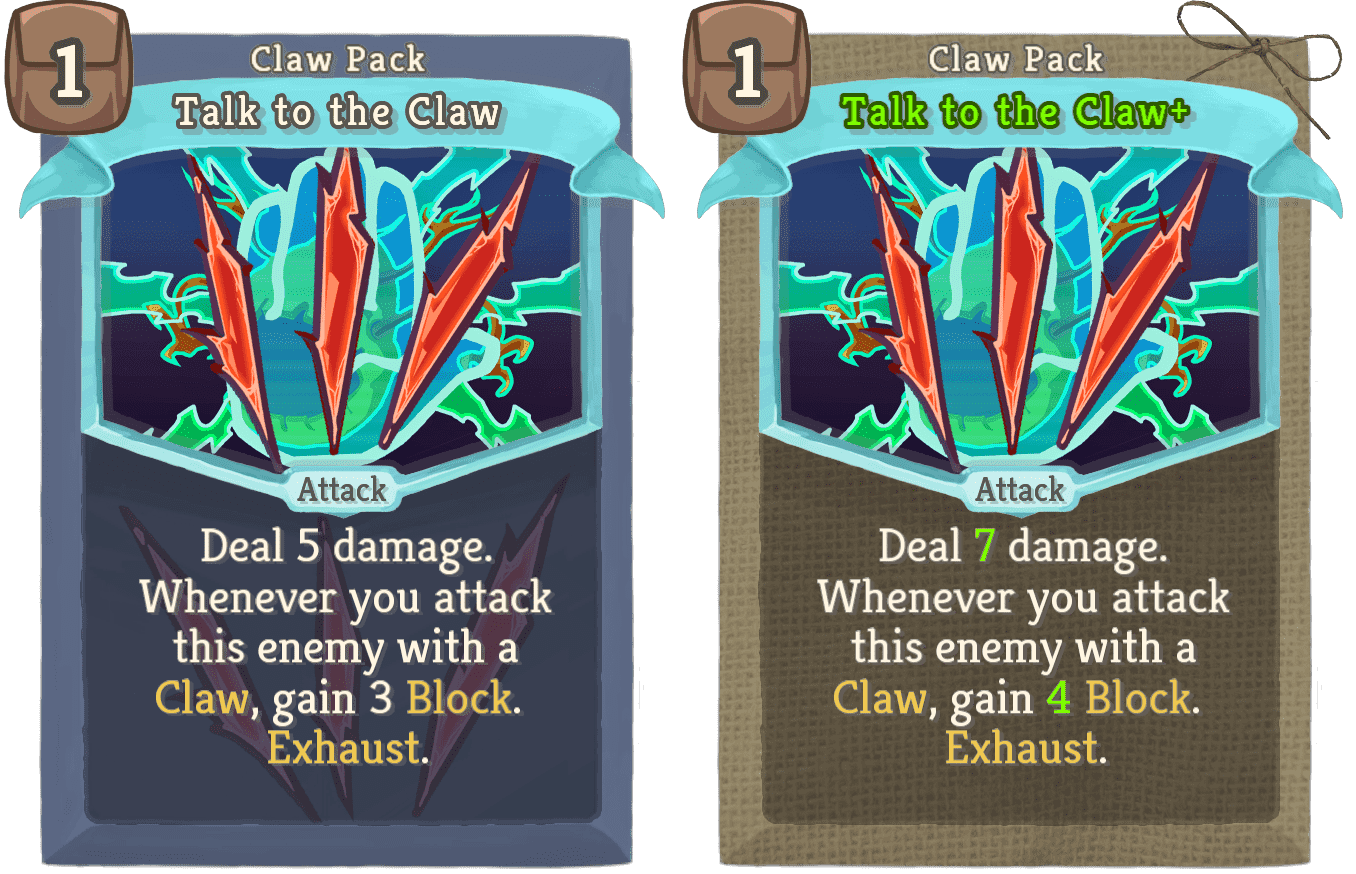 1
Claw Pack
Talk to the Claw
Attack
Deal 5 damage.
Whenever you attack
this enemy with a
Claw, gain 3 Block.
Exhaust.
1
Claw Pack
Talk to the Claw+
Attack
Deal 7 damage.
Whenever you attack
this enemy with a
Claw, gain 4 Block.
Exhaust.